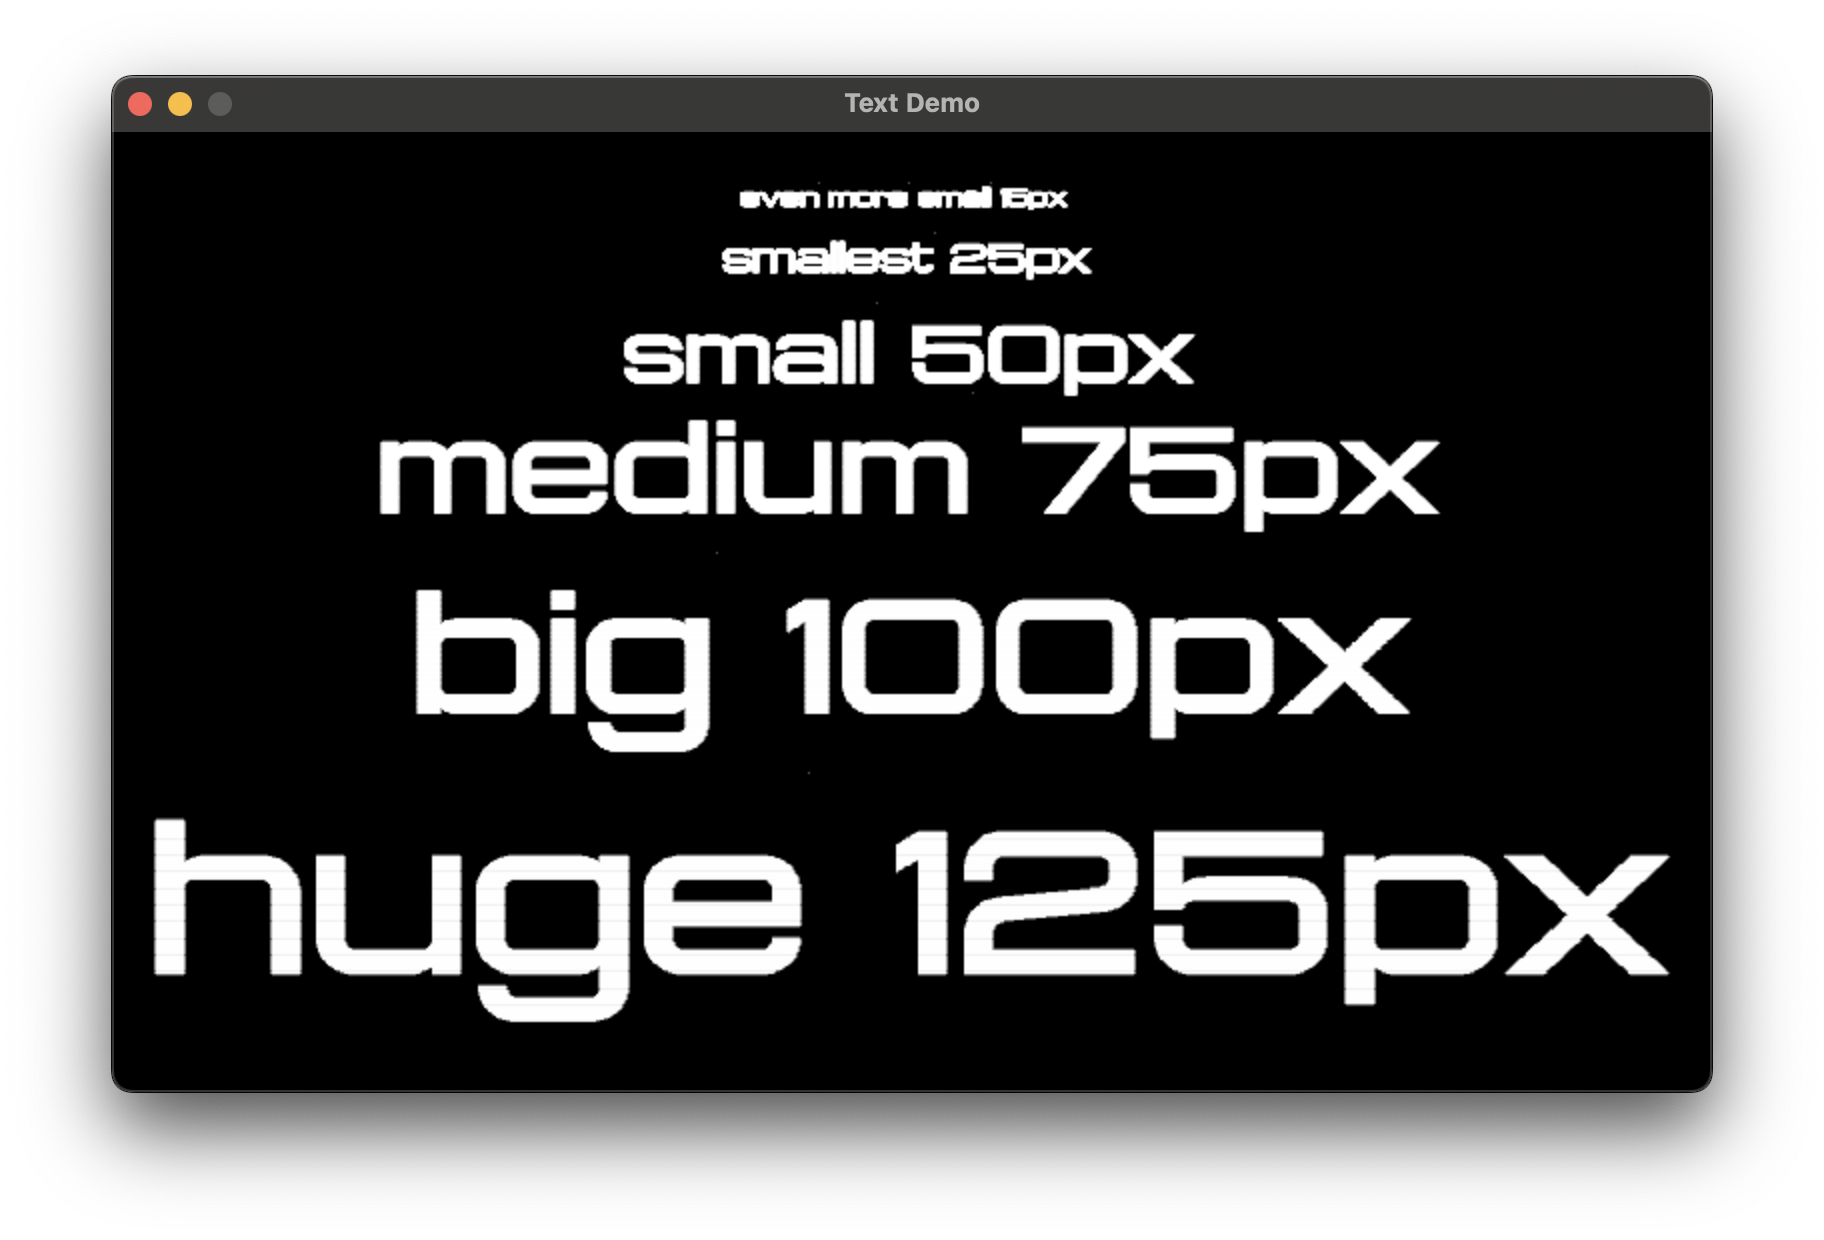 Text Demo
even more small 15px
smallest 25px
small 50px
medium 75px
big 100px
huge 125px